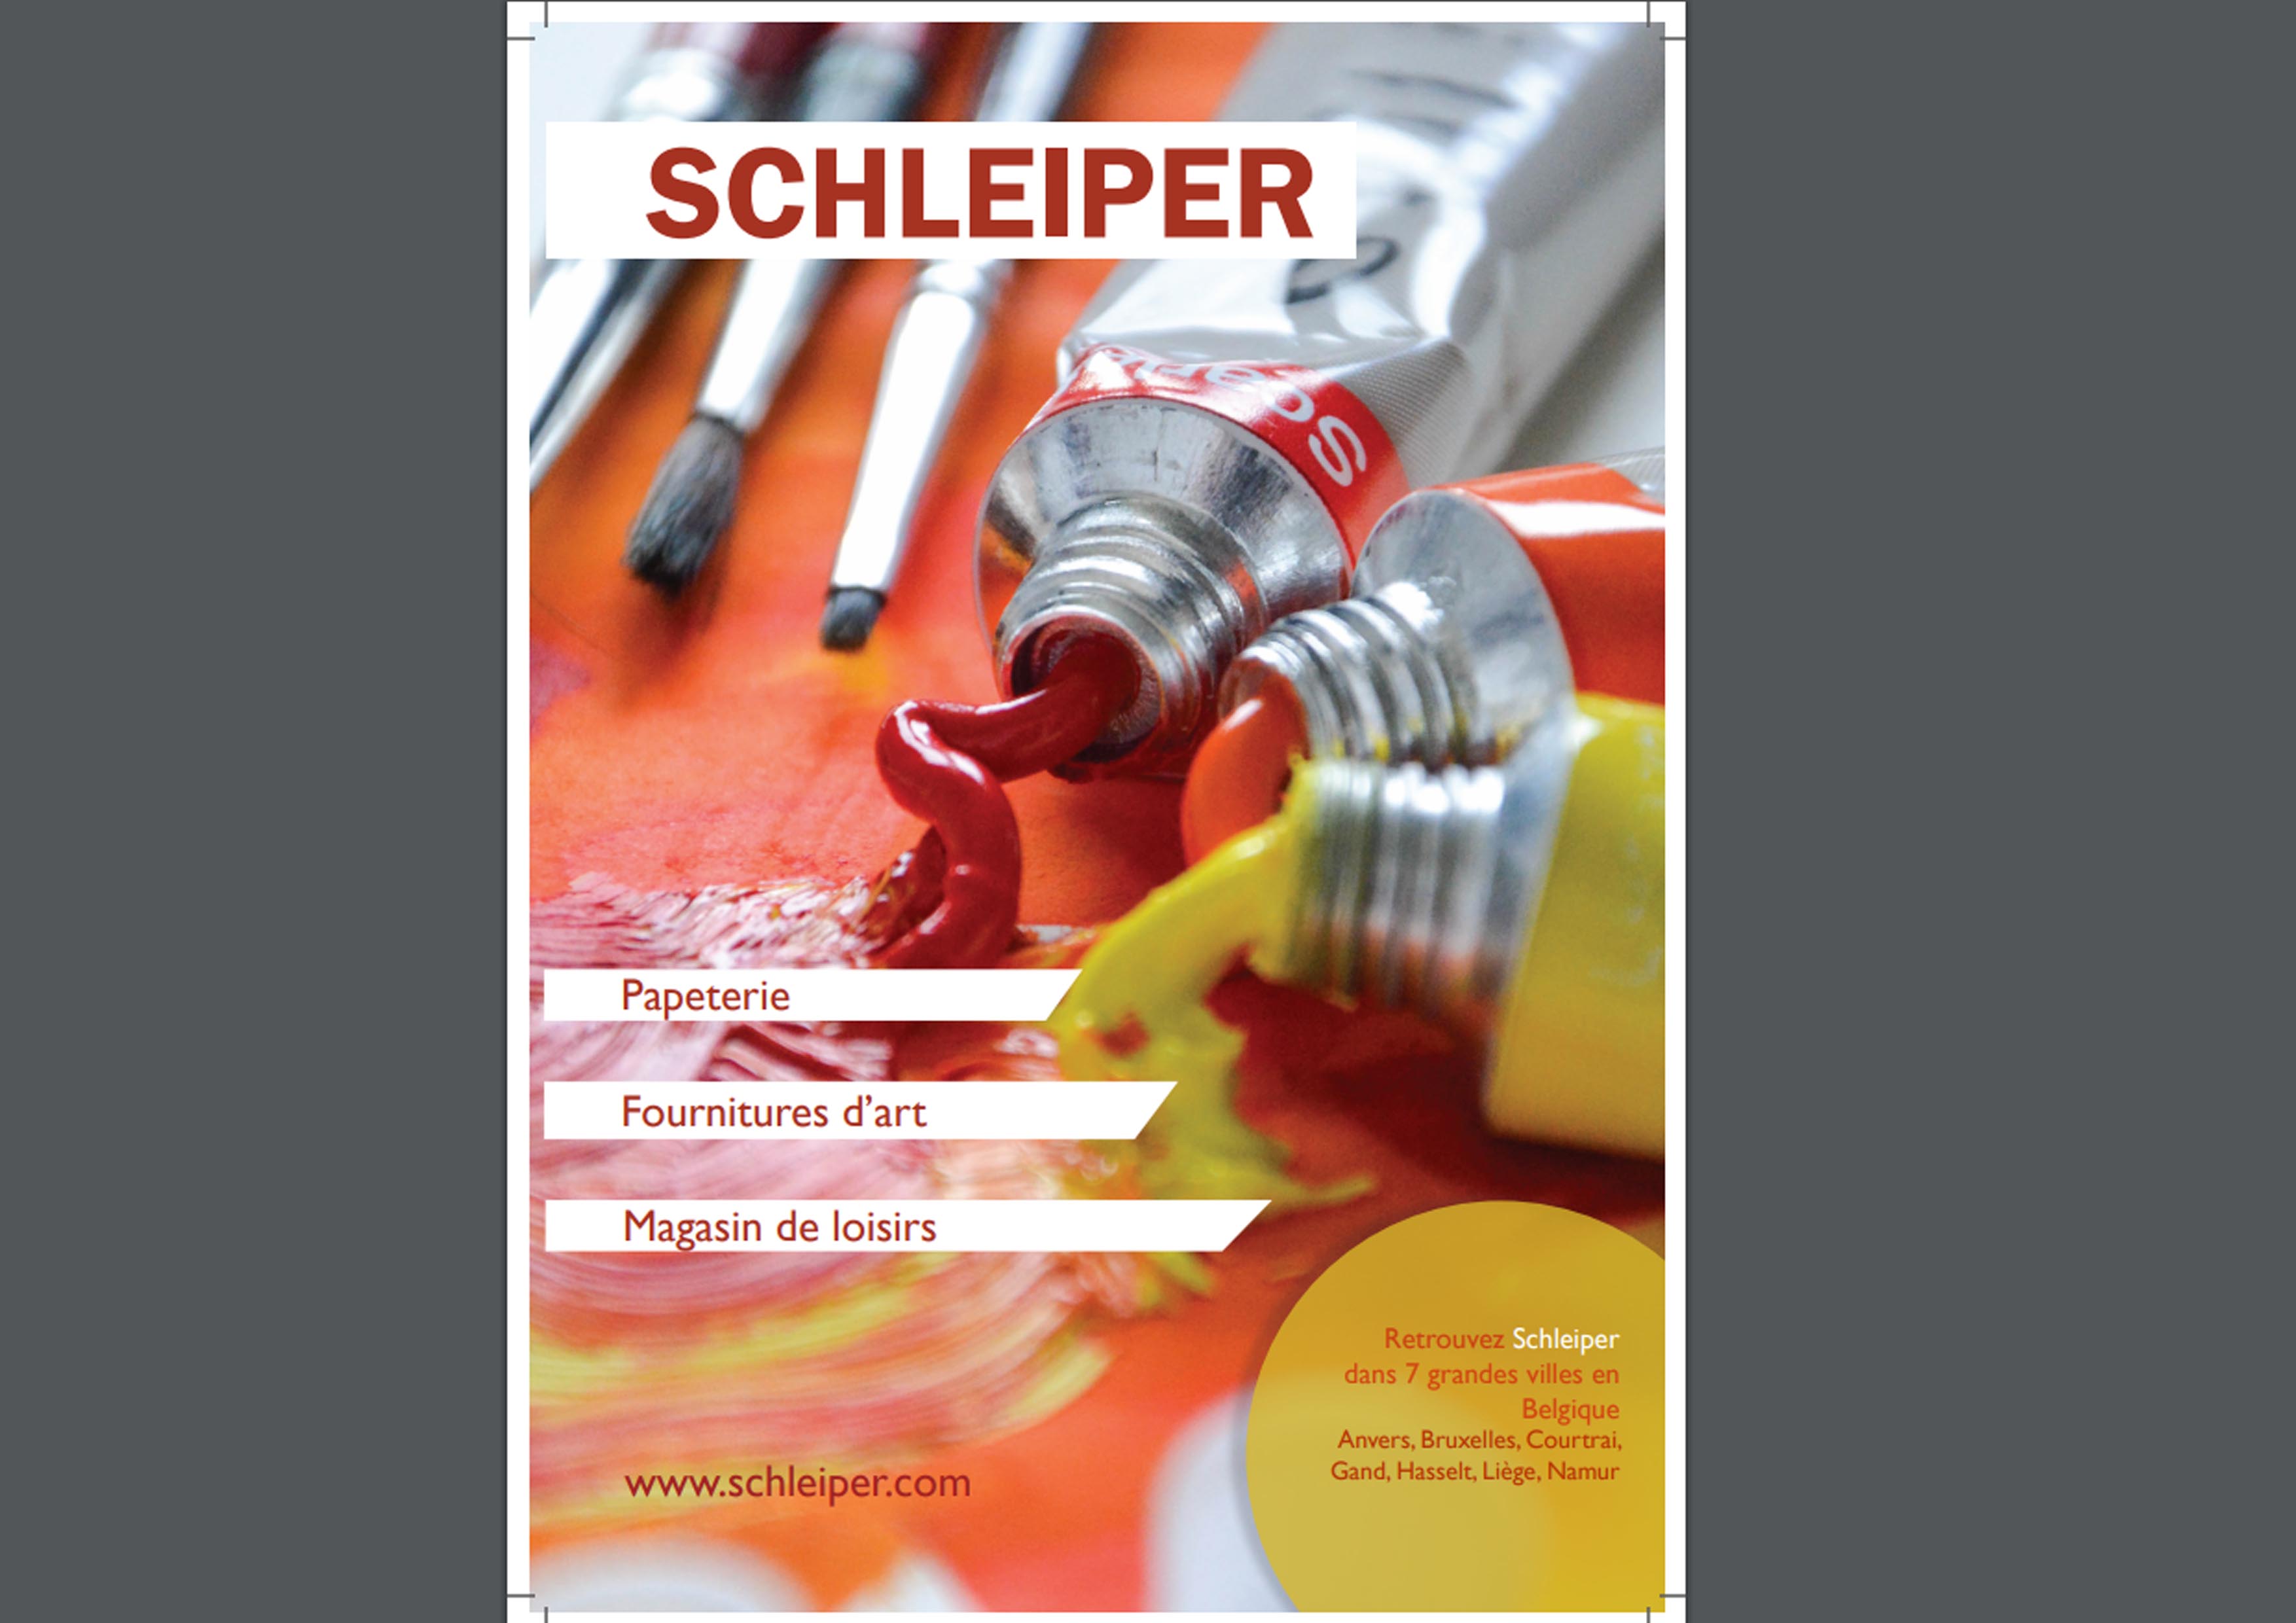 SCHLEIPER
Papeterie
Fournitures d’art
Magasin de loisirs
Retrouvez Schleiper
dans 7 grandes villes en
Belgique
Anvers, Bruxelles, Courtrai,
Gand, Hasselt, Liège, Namur
www.schleiper.com